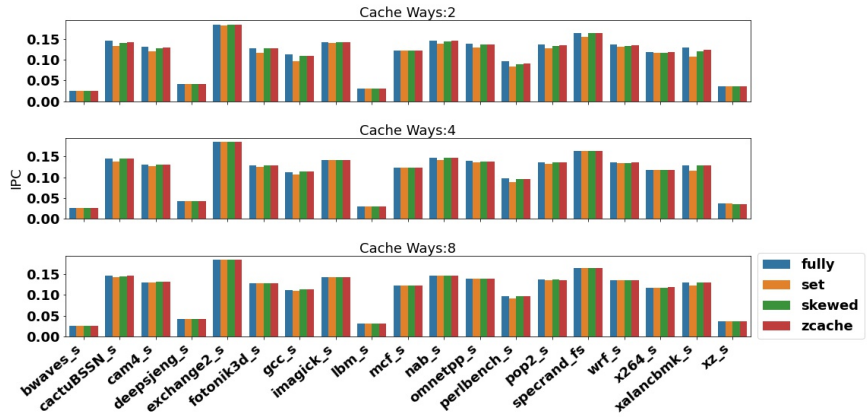 Cache Ways:2
0.15
0.10
0.05
0.00
Cache Ways:4
IPC
0.15
0.10
0.05
0.00
Cache Ways:8
0.15
0.10
0.05
0.00
fully
set
skewed
zcache
bwaves_s
cactuBSSN_s
cam4_s
deepsjeng_s
exchange2_s
fotonik3d_s
gcc_s
imagick_s
lbm_s
mcf_s
nab_s
omnetpp_s
perlbench_s
pop2_s
specrand_fs
wrf_s
x264_s
xalancbmk_s
xz_s